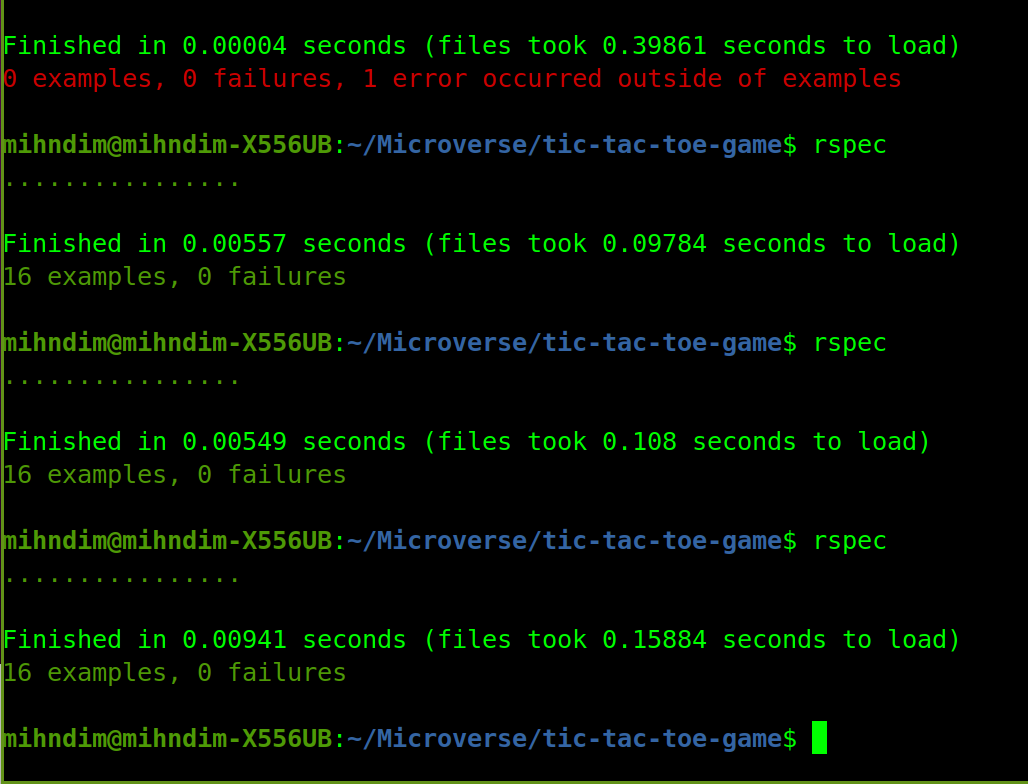 Finished in 0.00004 seconds (files took 0.39861 seconds to load)
0 examples, 0 failures, 1 error occurred outside of examples
mihndim@mihndim-X556UB:~/Microverse/tic-tac-toe-game$ rspec
................
Finished in 0.00557 seconds (files took 0.09784 seconds to load)
16 examples, 0 failures
mihndim@mihndim-X556UB:~/Microverse/tic-tac-toe-game$ rspec
................
Finished in 0.00549 seconds (files took 0.108 seconds to load)
16 examples, 0 failures
mihndim@mihndim-X556UB:~/Microverse/tic-tac-toe-game$ rspec
................
Finished in 0.00941 seconds (files took 0.15884 seconds to load)
16 examples, 0 failures
mihndim@mihndim-X556UB:~/Microverse/tic-tac-toe-game$